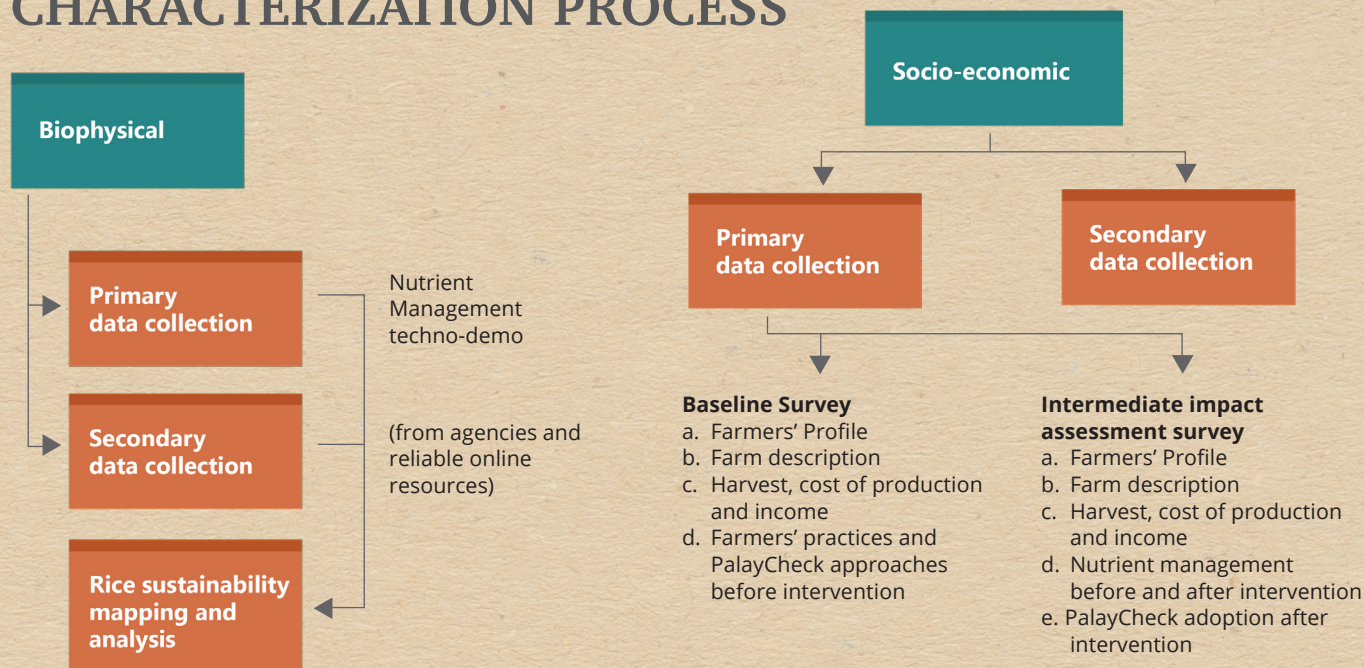 CHARACTERIZATION PROCESS
Biophysical
Primary
data collection
Nutrient
Management
techno-demo
Secondary
data collection
(from agencies and
reliable online
resources)
Rice sustainability
mapping and
analysis
Socio-economic
Primary
data collection
Secondary
data collection
Baseline Survey
a. Farmers’ Profile
b. Farm description
c. Harvest, cost of production
and income
d. Farmers’ practices and
PalayCheck approaches
before intervention
Intermediate impact
assessment survey
a. Farmers’ Profile
b. Farm description
c. Harvest, cost of production
and income
d. Nutrient management
before and after intervention
e. PalayCheck adoption after
intervention